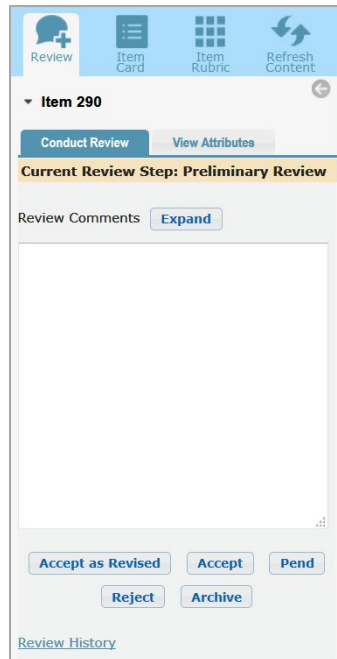 Review Item Card Item Rubric Refresh Content
Item 290
Conduct Review View Attributes
Current Review Step: Preliminary Review
Review Comments Expand
Accept as Revised Accept Pend
Reject Archive
Review History